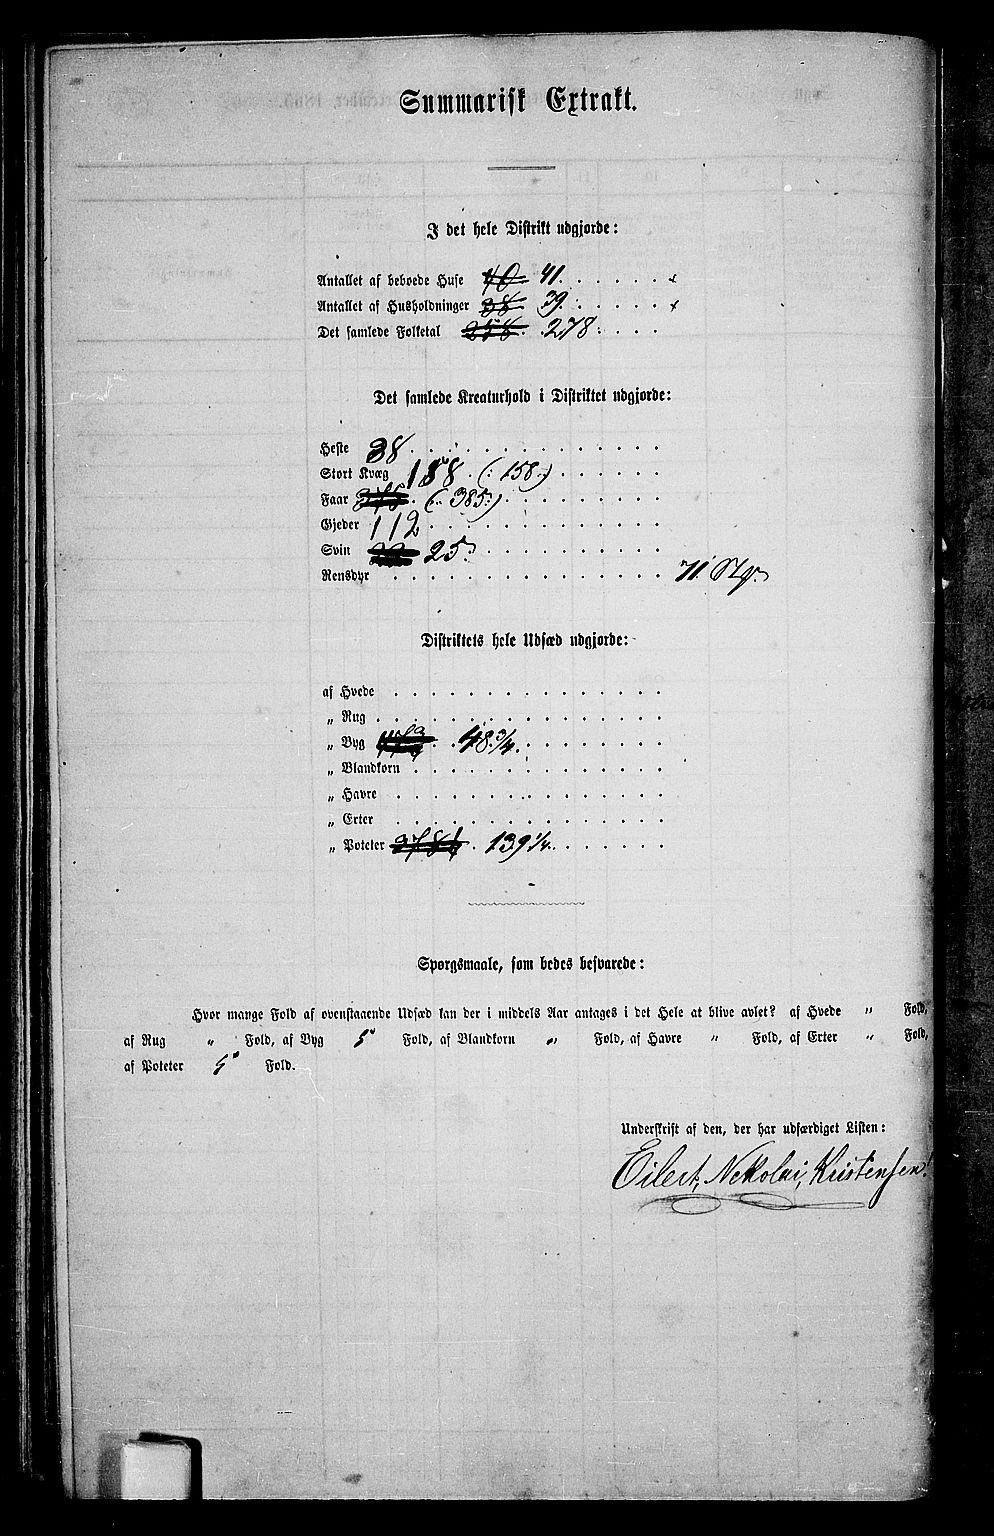 Summarisk Extrakt.
I det hele Distrikt udgjorde:
Antallet af beboede Huse 40 41
Antallet af Husholdninger 38 39
Det samlede Folketal 258 278
Det samlede Kreaturhold i Distriktet udgjorde:
Heste 38
Stort Kvæg 188 (: 158 :)
Faar 375 (: 385 :)
Gjeder 112
Svin 25
Rensdyr
Distriktets hele Udsæd udgjorde:
af Hvede
„ Rug
„ Byg 48 3/4
„ Blandkorn
„ Havre
„ Erter
„ Poteter 139 1/4
Spørgsmaale, som bedes besvarede:
Hvor mange Fold af ovenstaaende Udsæd kan der i middels Aar antages i det Hele at blive avlet? af Hvede „ Fold,
af Rug „ Fold, af Byg 5 Fold, af Blandkorn „ Fold, af Havre „ Fold, af Erter „ Fold,
af Poteter 5 Fold.
Underskrift af den, der har udfærdiget Listen:
Eilert, Nekolai, Kristensen